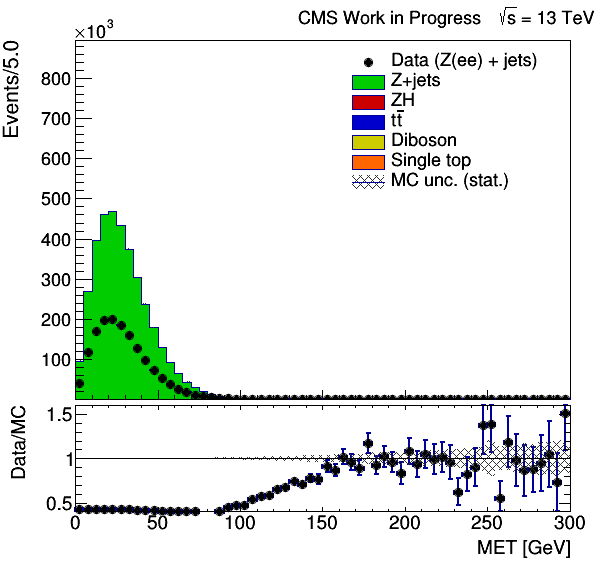 CMS Work in Progress √s = 13 TeV
×10³
Events/5.0
800
700
600
500
400
300
200
100
Data (Z(ee) + jets)
Z+jets
ZH
tt̅
Diboson
Single top
MC unc. (stat.)
Data/MC
1.5
1
0.5
0 50 100 150 200 250 300
MET [GeV]